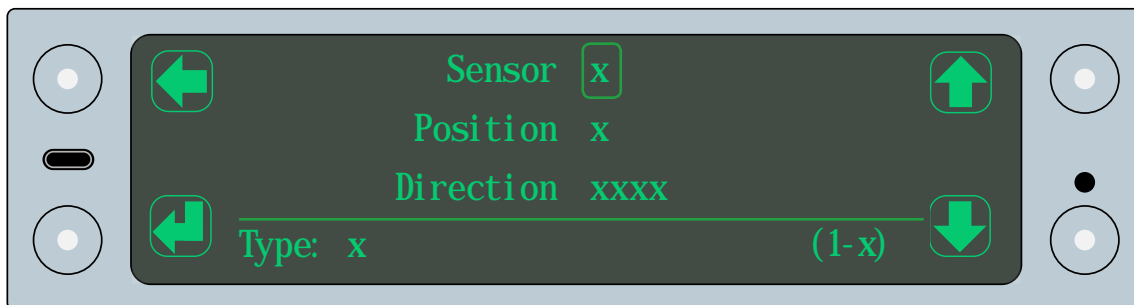 Sensor x
Position x
Direction xxxx
Type: x (1-x)